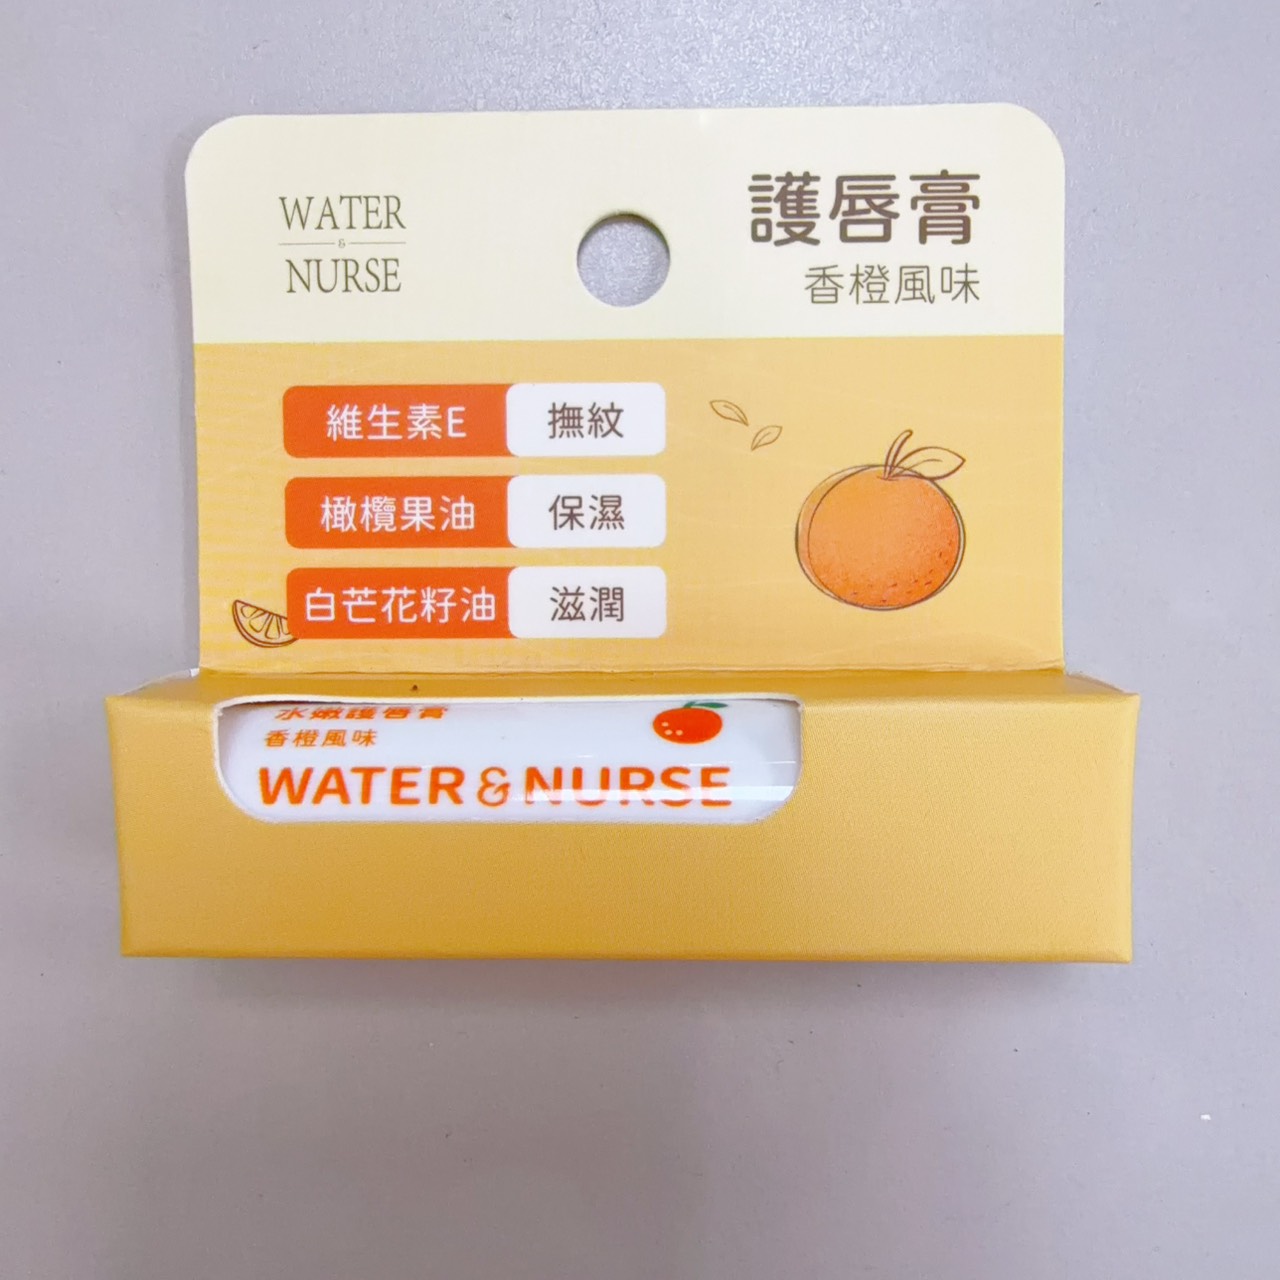 WATER
&
NURSE
護唇膏
香橙風味
維生素E 撫紋
橄欖果油 保濕
白芒花籽油 滋潤
水嫩護唇膏
香橙風味
WATER & NURSE